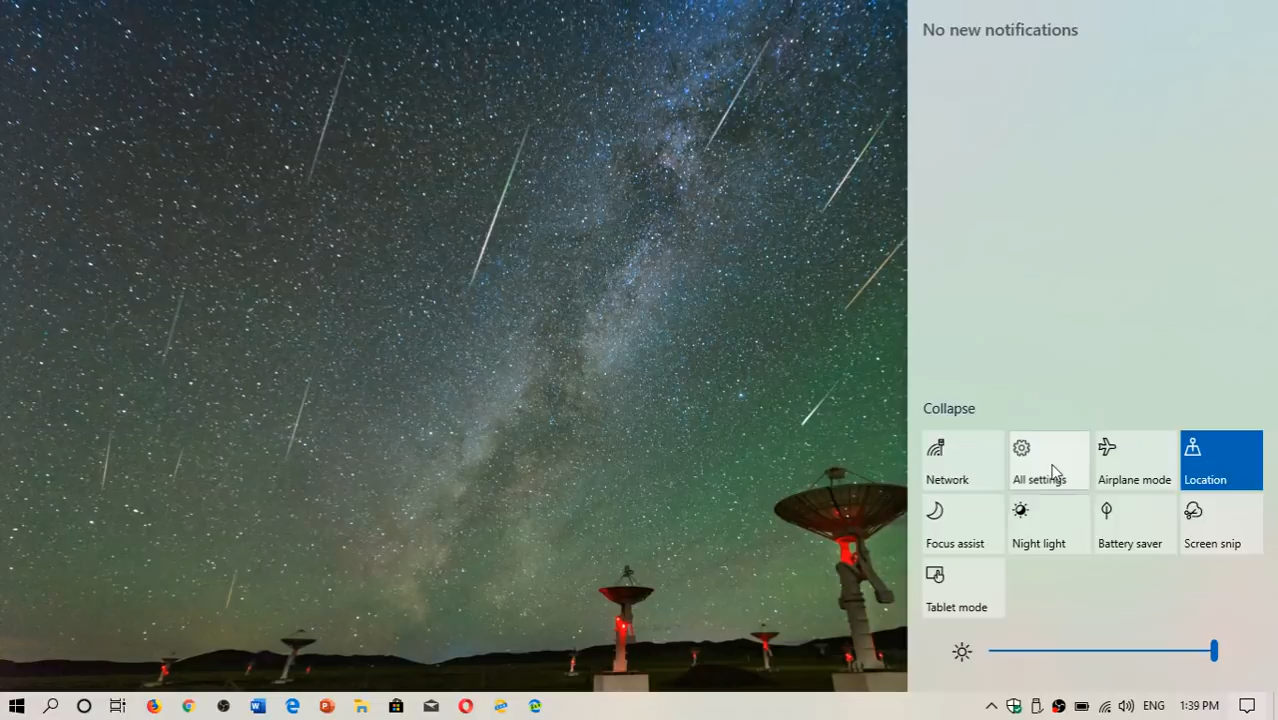 No new notifications
Collapse
Network
All settings
Airplane mode
Location
Focus assist
Night light
Battery saver
Screen snip
Tablet mode
ENG
1:39 PM